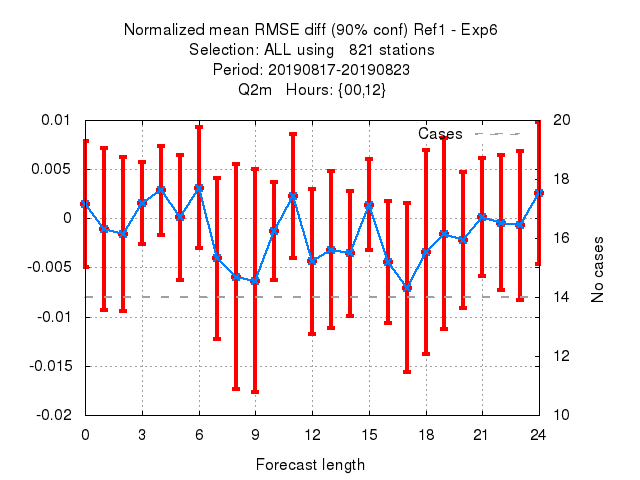 Normalized mean RMSE diff (90% conf) Ref1 - Exp6
Selection: ALL using   821 stations
Period: 20190817-20190823
Q2m   Hours: {00,12}
0.01
0.005
0
-0.005
-0.01
-0.015
-0.02
Cases
20
18
16
14
12
10
No cases
0 3 6 9 12 15 18 21 24
Forecast length